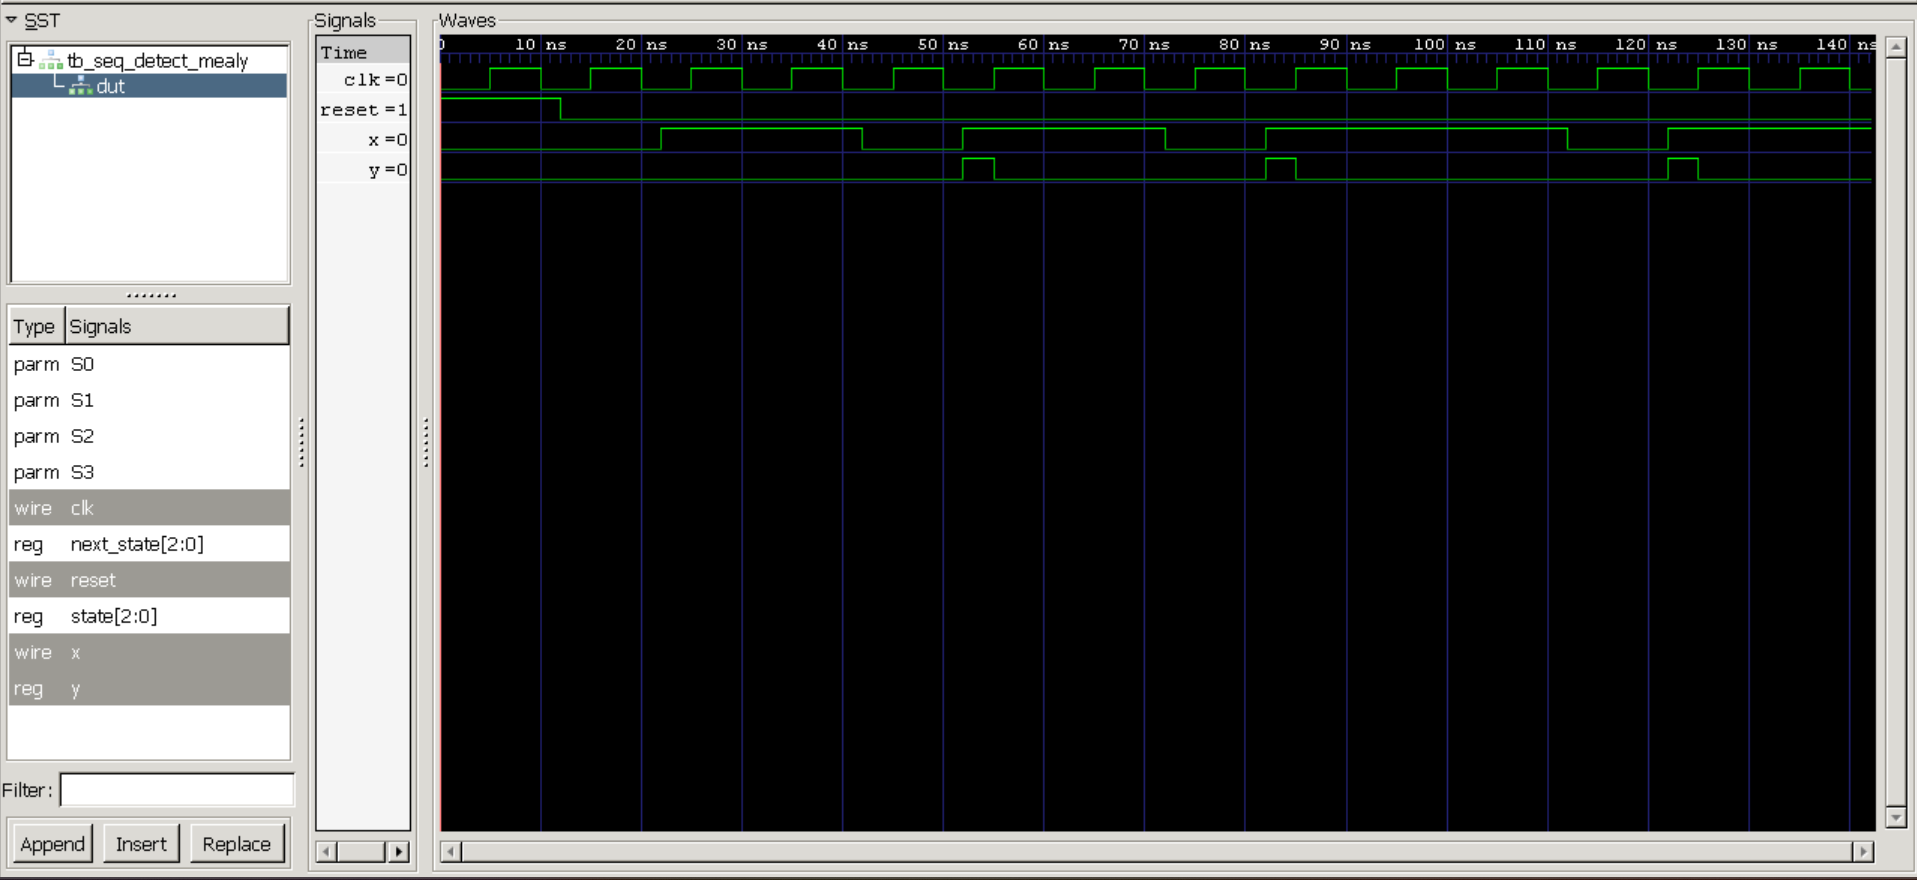 SST
tb_seq_detect_mealy
dut
Type Signals
parm S0
parm S1
parm S2
parm S3
wire clk
reg next_state[2:0]
wire reset
reg state[2:0]
wire x
reg y
Filter:
Append Insert Replace
Signals
Time
clk=0
reset=1
x=0
y=0
Waves
0 10 ns 20 ns 30 ns 40 ns 50 ns 60 ns 70 ns 80 ns 90 ns 100 ns 110 ns 120 ns 130 ns 140 ns